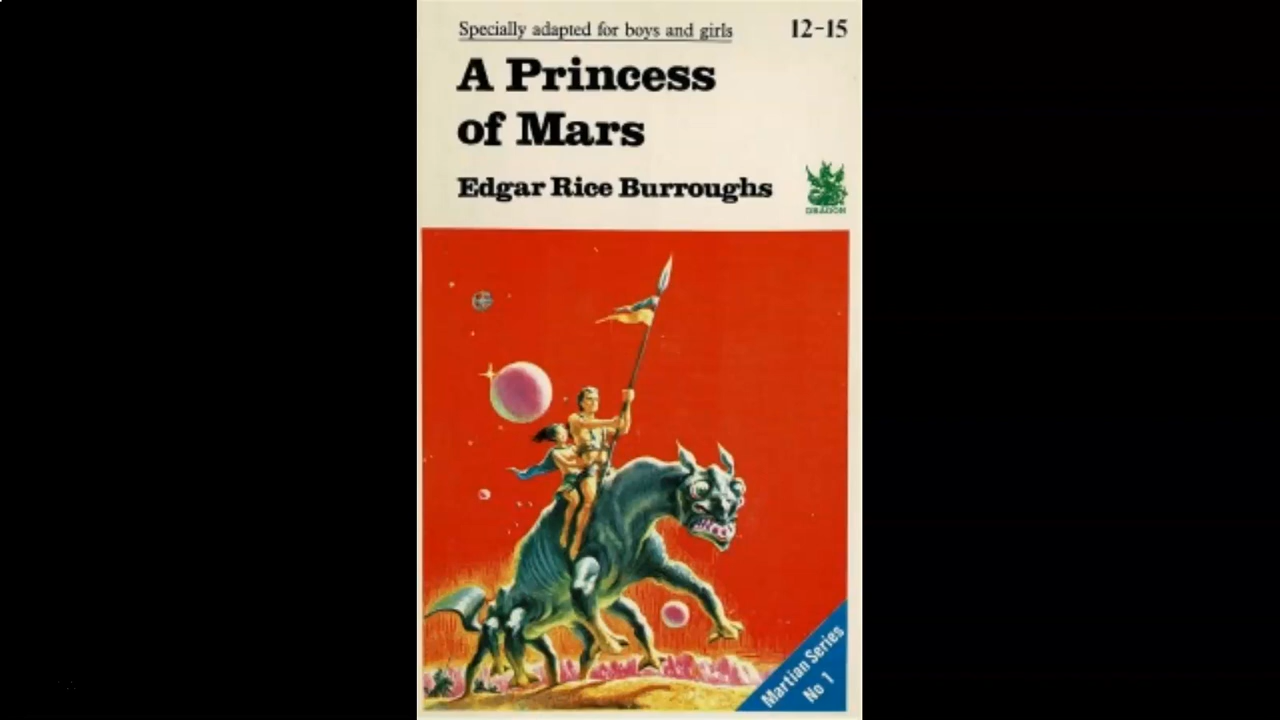 Specially adapted for boys and girls
12-15
A Princess
of Mars
Edgar Rice Burroughs
DRAGON
Martian Series
No 1